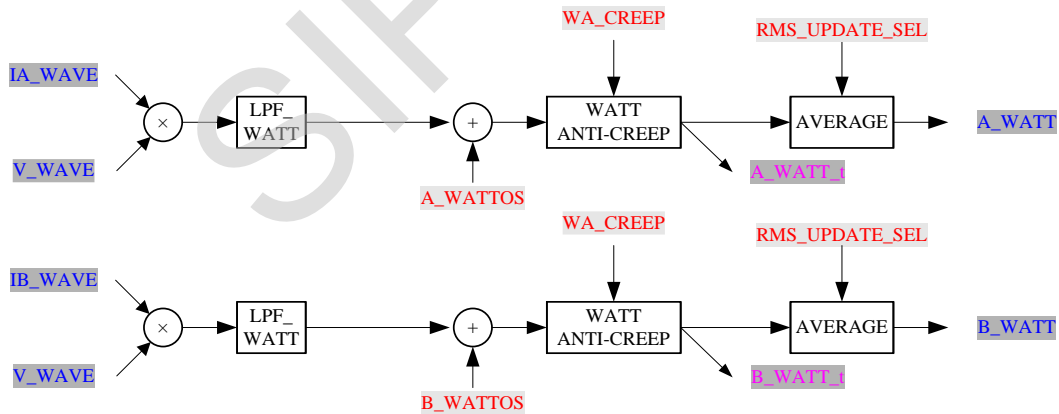 WA_CREEP
RMS_UPDATE_SEL
IA_WAVE
LPF_
WATT
WATT
ANTI-CREEP
AVERAGE
A_WATT
×
+
V_WAVE
A_WATT_t
A_WATTOS
WA_CREEP
RMS_UPDATE_SEL
IB_WAVE
LPF_
WATT
WATT
ANTI-CREEP
AVERAGE
B_WATT
×
+
V_WAVE
B_WATT_t
B_WATTOS